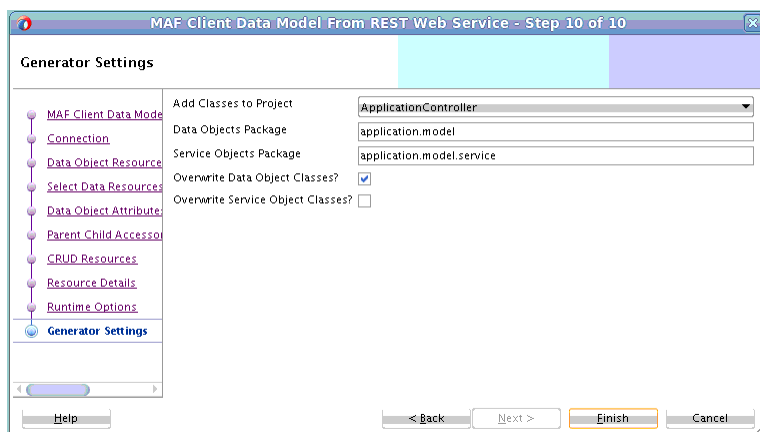 MAF Client Data Model From REST Web Service - Step 10 of 10
Generator Settings
MAF Client Data Mode
Connection
Data Object Resource
Select Data Resources
Data Object Attribute
Parent Child Accessor
CRUD Resources
Resource Details
Runtime Options
Generator Settings
Add Classes to Project
ApplicationController
Data Objects Package
application.model
Service Objects Package
application.model.service
Overwrite Data Object Classes?
Overwrite Service Object Classes?
Help
< Back
Next >
Finish
Cancel